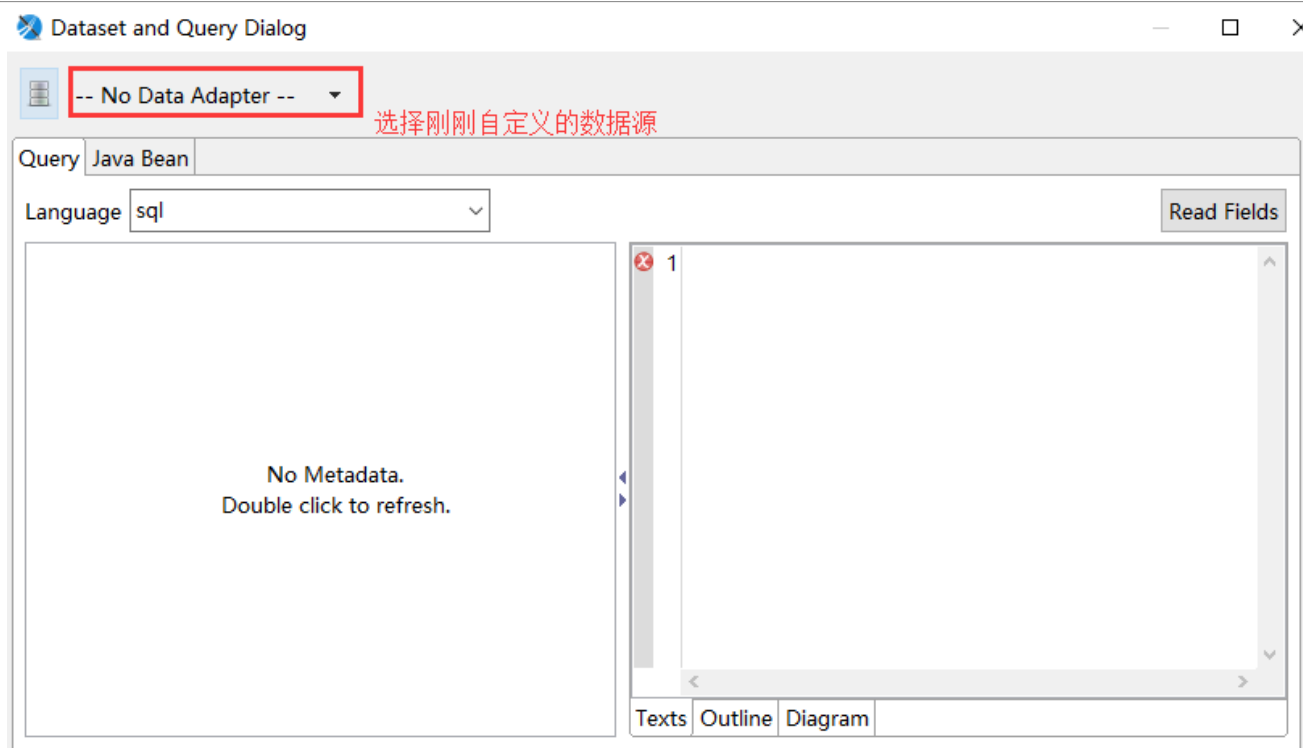 Dataset and Query Dialog
-- No Data Adapter --
选择刚刚自定义的数据源
Query Java Bean
Language sql Read Fields
1
No Metadata.
Double click to refresh.
Texts Outline Diagram